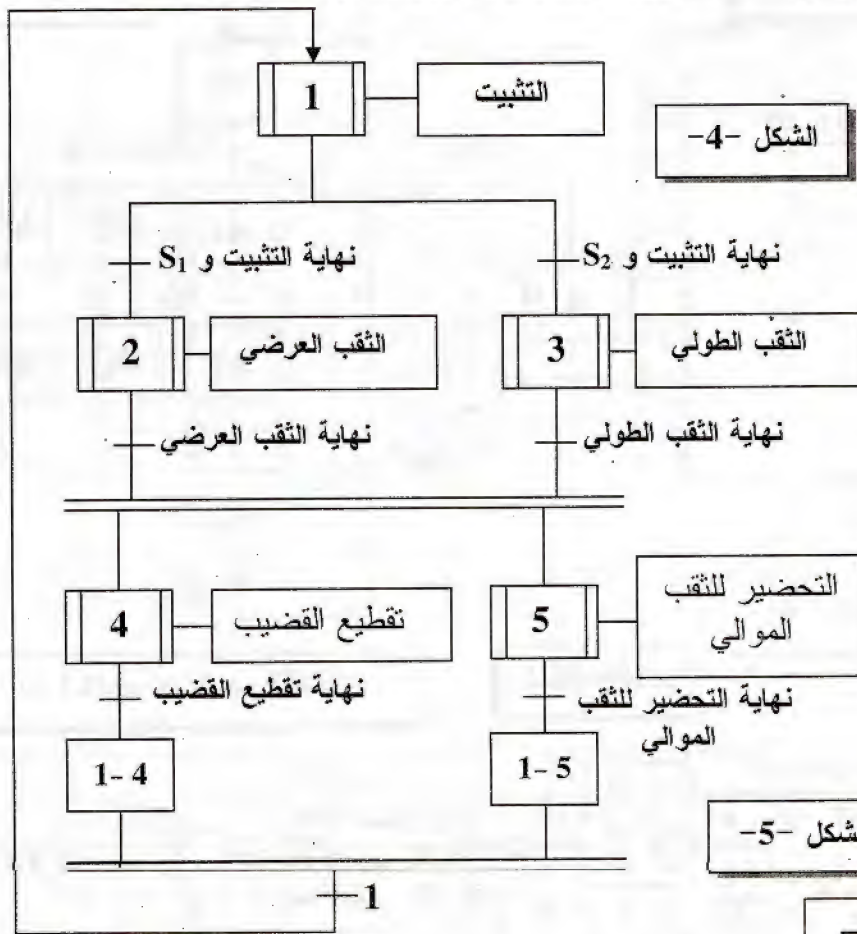 1
التثبيت
الشكل -4-
نهاية التثبيت و S₁
نهاية التثبيت و S₂
2
الثقب العرضي
3
الثقب الطولي
نهاية الثقب العرضي
نهاية الثقب الطولي
4
تقطيع القضيب
5
التحضير للثقب
الموالي
نهاية تقطيع القضيب
نهاية التحضير للثقب
الموالي
1-4
1-5
شكل -5-
1